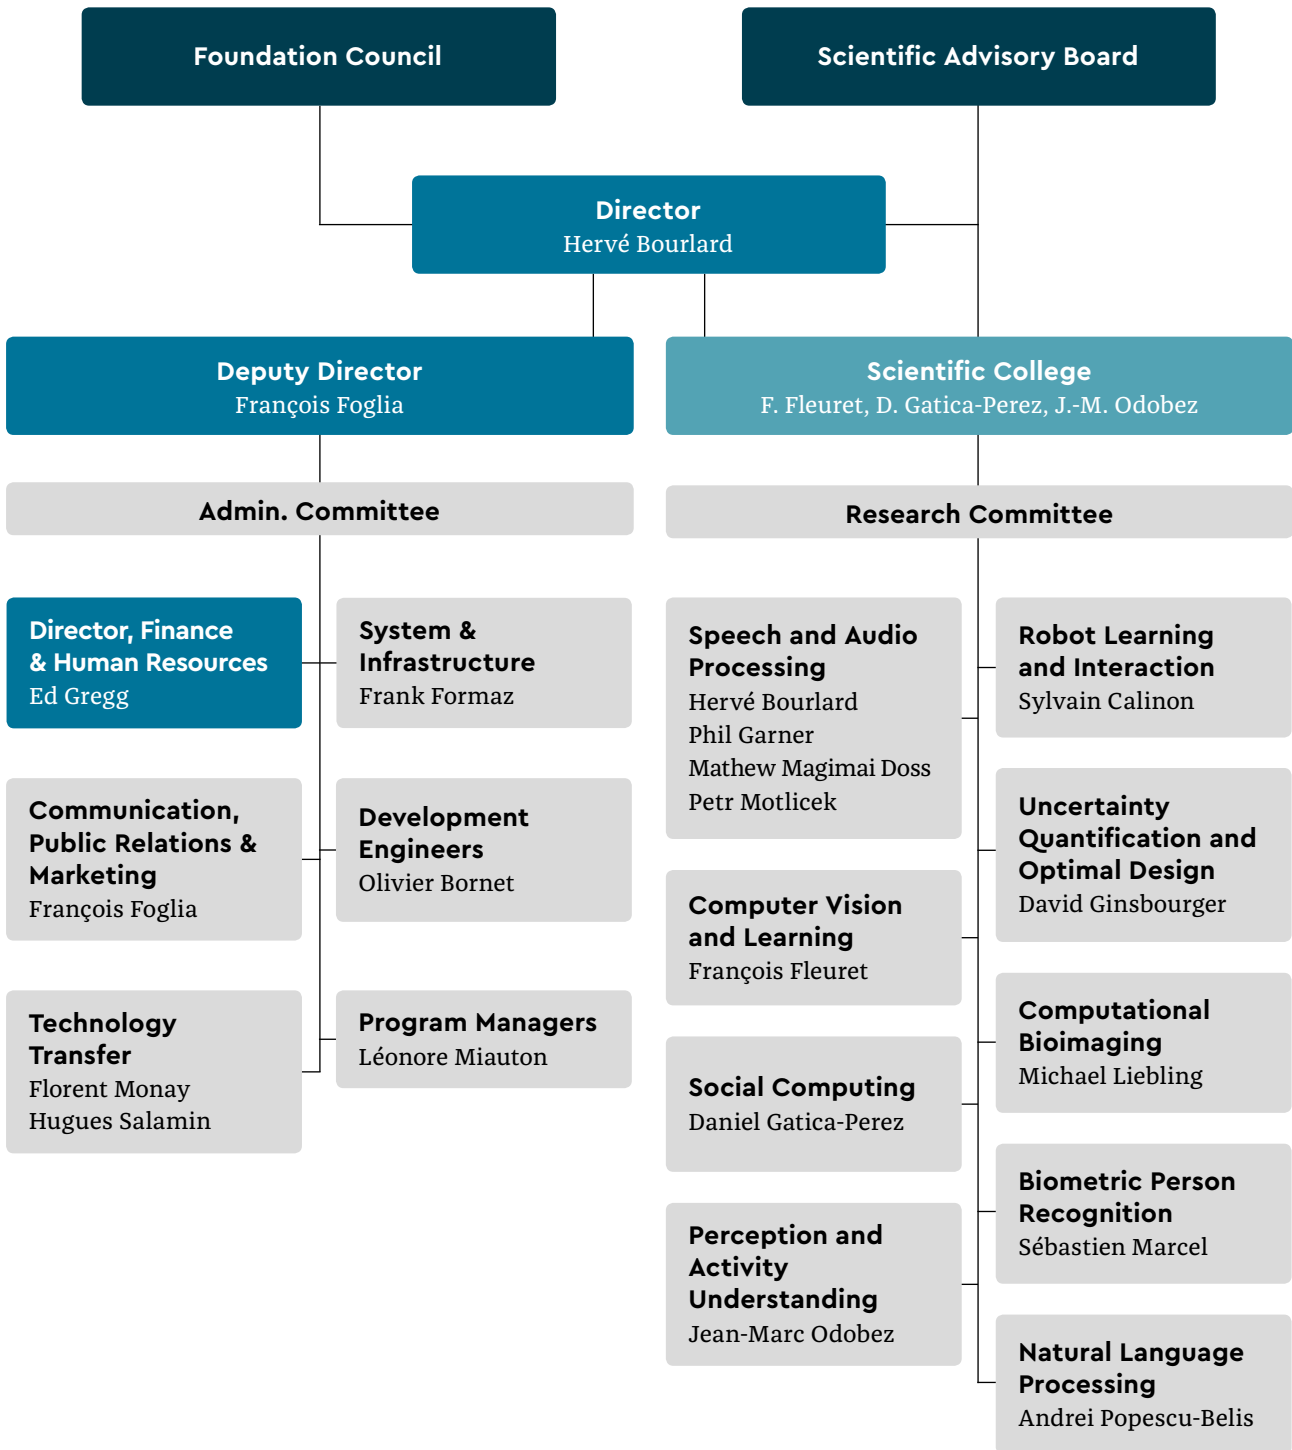 Foundation Council
Scientific Advisory Board
Director
Hervé Bourlard
Deputy Director
François Foglia
Scientific College
F. Fleuret, D. Gatica-Perez, J.-M. Odobez
Admin. Committee
Research Committee
Director, Finance
& Human Resources
Ed Gregg
System &
Infrastructure
Frank Formaz
Communication,
Public Relations &
Marketing
François Foglia
Development
Engineers
Olivier Bornet
Technology
Transfer
Florent Monay
Hugues Salamin
Program Managers
Léonore Miauton
Speech and Audio
Processing
Hervé Bourlard
Phil Garner
Mathew Magimai Doss
Petr Motlicek
Robot Learning
and Interaction
Sylvain Calinon
Uncertainty
Quantification and
Optimal Design
David Ginsbourger
Computer Vision
and Learning
François Fleuret
Computational
Bioimaging
Michael Liebling
Social Computing
Daniel Gatica-Perez
Biometric Person
Recognition
Sébastien Marcel
Perception and
Activity
Understanding
Jean-Marc Odobez
Natural Language
Processing
Andrei Popescu-Belis